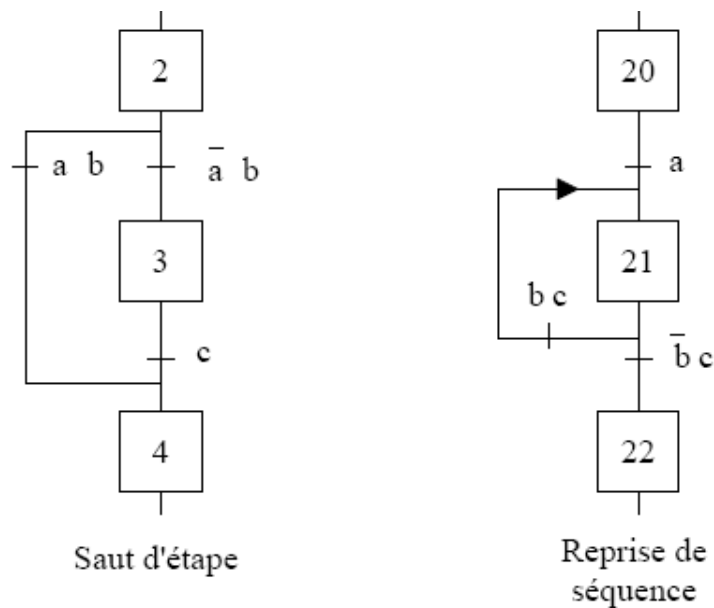 2
a b
a̅ b
3
c
4
Saut d'étape
20
a
21
b c
b̅ c
22
Reprise de
séquence